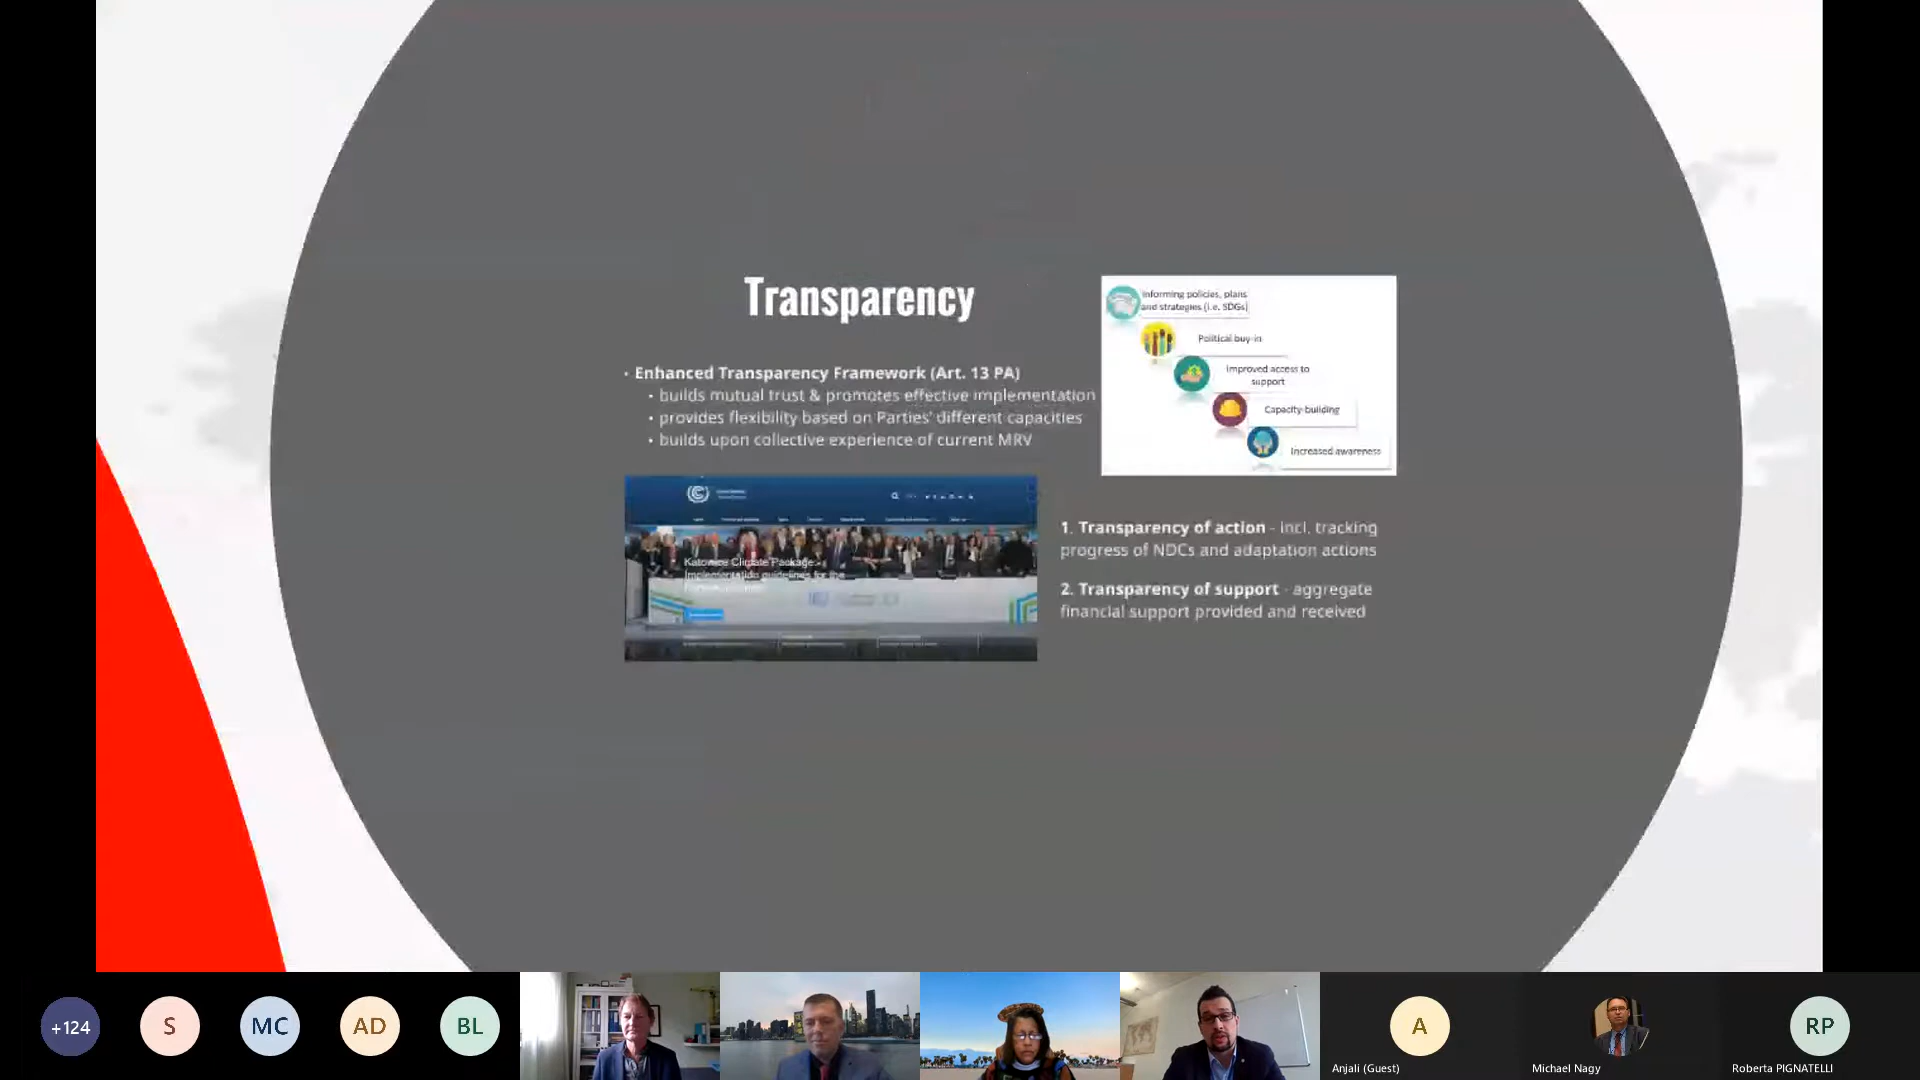 Transparency
• Enhanced Transparency Framework (Art. 13 PA)
• builds mutual trust & promotes effective implementation
• provides flexibility based on Parties' different capacities
• builds upon collective experience of current MRV
Informing policies, plans
and strategies (i.e. SDGs)
Political buy-in
Improved access to
support
Capacity-building
Increased awareness
Katowice Climate Package:
Implementation guidelines for the
1. Transparency of action - incl. tracking
progress of NDCs and adaptation actions
2. Transparency of support - aggregate
financial support provided and received
+124
S
MC
AD
BL
A
RP
Anjali (Guest)
Michael Nagy
Roberta PIGNATELLI